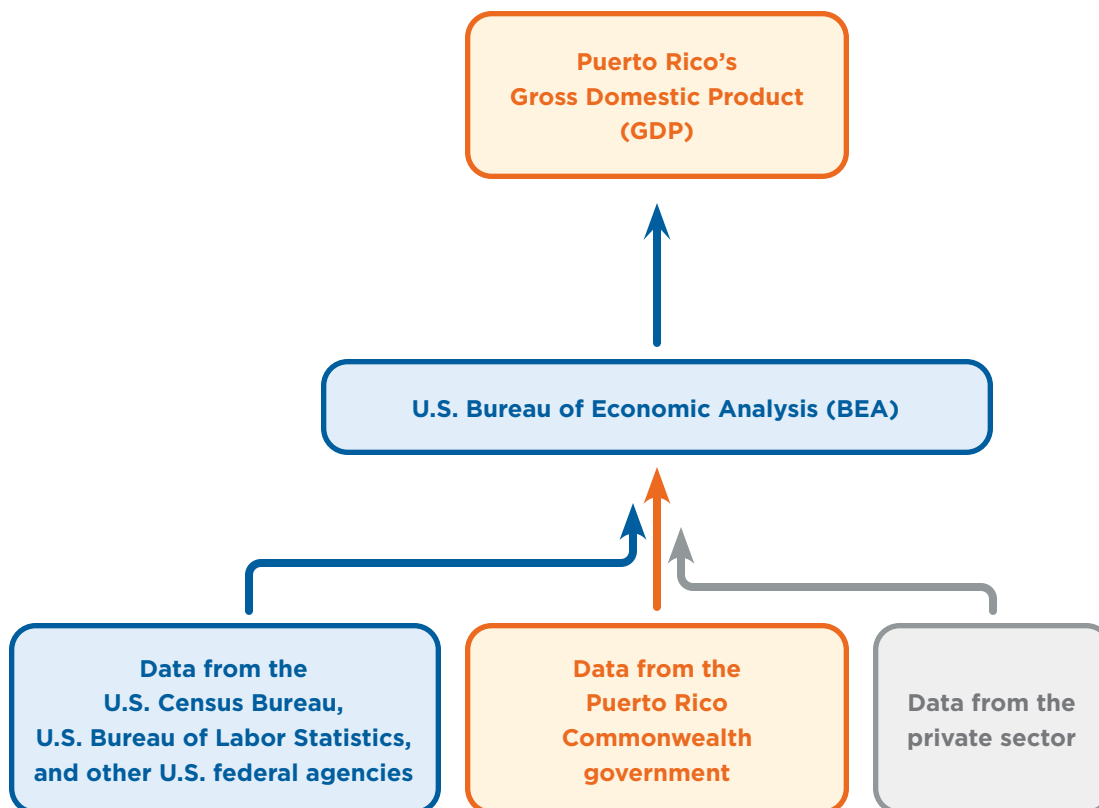 Puerto Rico’s
Gross Domestic Product
(GDP)
U.S. Bureau of Economic Analysis (BEA)
Data from the
U.S. Census Bureau,
U.S. Bureau of Labor Statistics,
and other U.S. federal agencies
Data from the
Puerto Rico
Commonwealth
government
Data from the
private sector